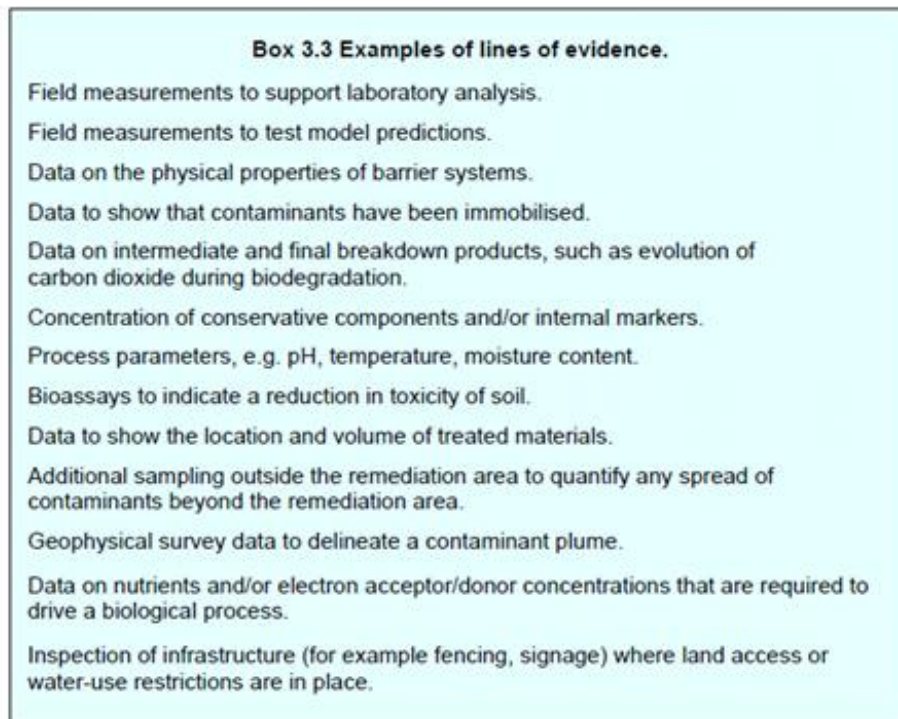 Box 3.3 Examples of lines of evidence.
Field measurements to support laboratory analysis.
Field measurements to test model predictions.
Data on the physical properties of barrier systems.
Data to show that contaminants have been immobilised.
Data on intermediate and final breakdown products, such as evolution of
carbon dioxide during biodegradation.
Concentration of conservative components and/or internal markers.
Process parameters, e.g. pH, temperature, moisture content.
Bioassays to indicate a reduction in toxicity of soil.
Data to show the location and volume of treated materials.
Additional sampling outside the remediation area to quantify any spread of
contaminants beyond the remediation area.
Geophysical survey data to delineate a contaminant plume.
Data on nutrients and/or electron acceptor/donor concentrations that are required to
drive a biological process.
Inspection of infrastructure (for example fencing, signage) where land access or
water-use restrictions are in place.